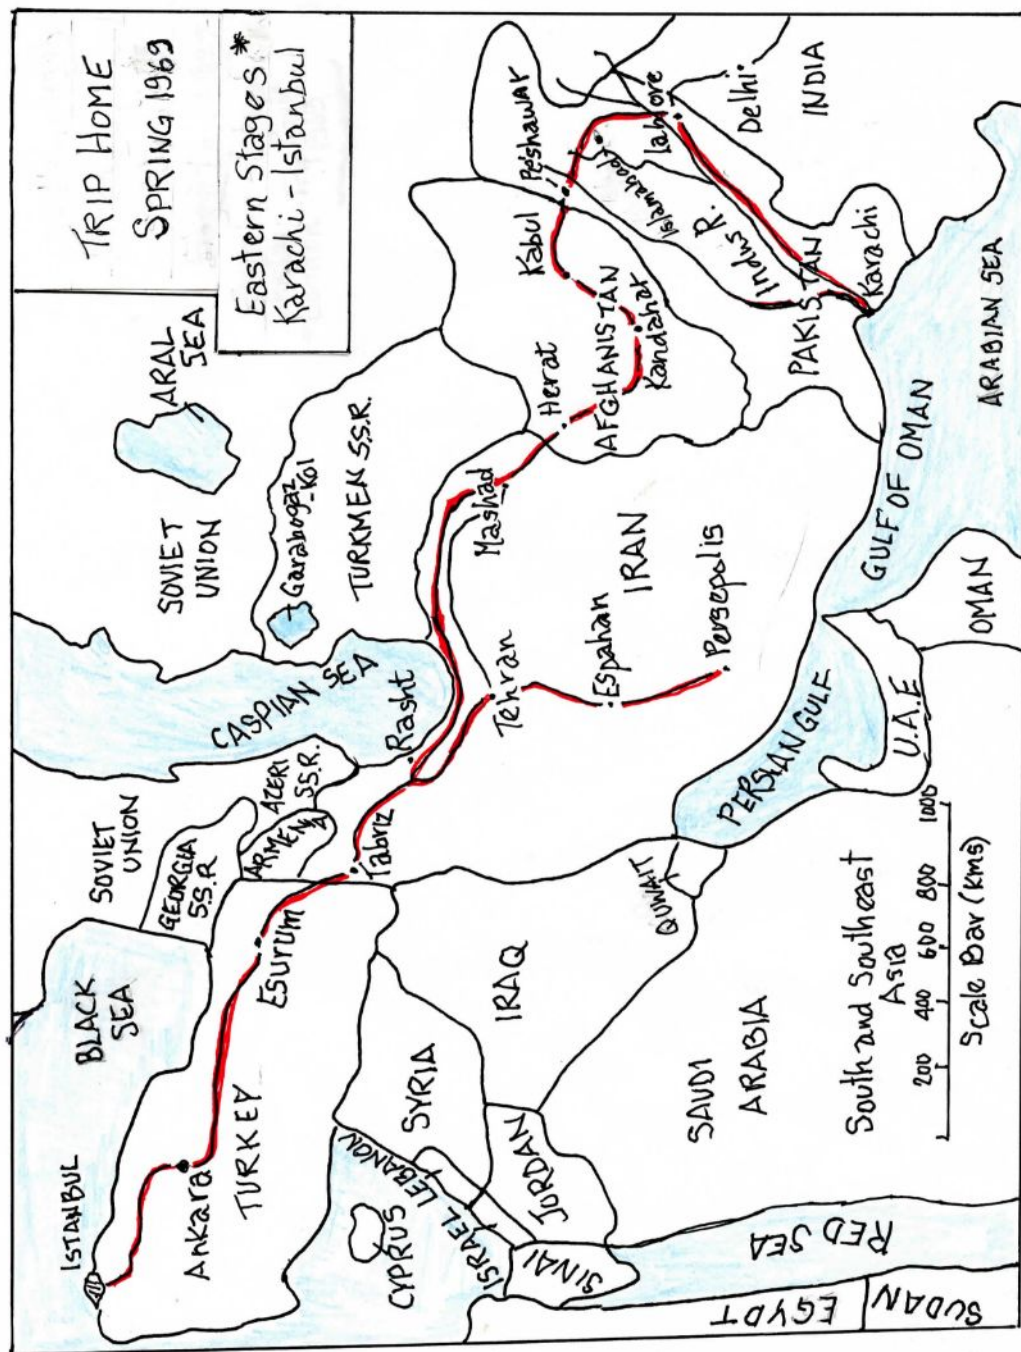 TRIP HOME
SPRING 1969
Eastern Stages*
Karachi - Istanbul
ARAL
SEA
SOVIET
UNION
Garabogaz
-Kol
TURKMEN S.S.R.
CASPIAN SEA
SOVIET
UNION
GEORGIA
S.S.R
ARMENIA
AZERI
S.S.R.
BLACK
SEA
ISTANBUL
Ankara
TURKEY
Esurum
Tabriz
Rasht
Tehran
Mashad
Herat
AFGHANISTAN
Kandahar
Kabul
Peshawar
Islamabad
Lahore
Delhi
INDIA
Indus R.
PAKISTAN
Karachi
IRAN
Espahan
Persepolis
CYPRUS
LEBANON
SYRIA
IRAQ
ISRAEL
JORDAN
SINAI
QUWAIT
PERSIAN GULF
GULF OF OMAN
ARABIAN SEA
U.A.E
OMAN
SAUDI
ARABIA
RED SEA
EGYPT
SUDAN
South and Southeast
Asia
200 400 600 800 1000
Scale Bar (Kms)